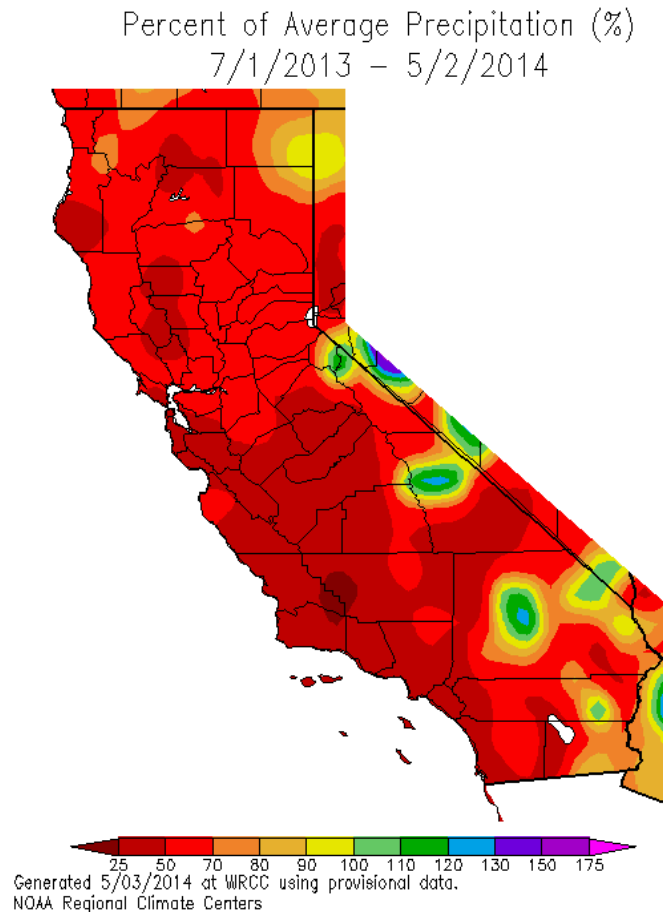 Percent of Average Precipitation (%)
7/1/2013 – 5/2/2014
25 50 70 80 90 100 110 120 130 150 175
Generated 5/03/2014 at WRCC using provisional data.
NOAA Regional Climate Centers